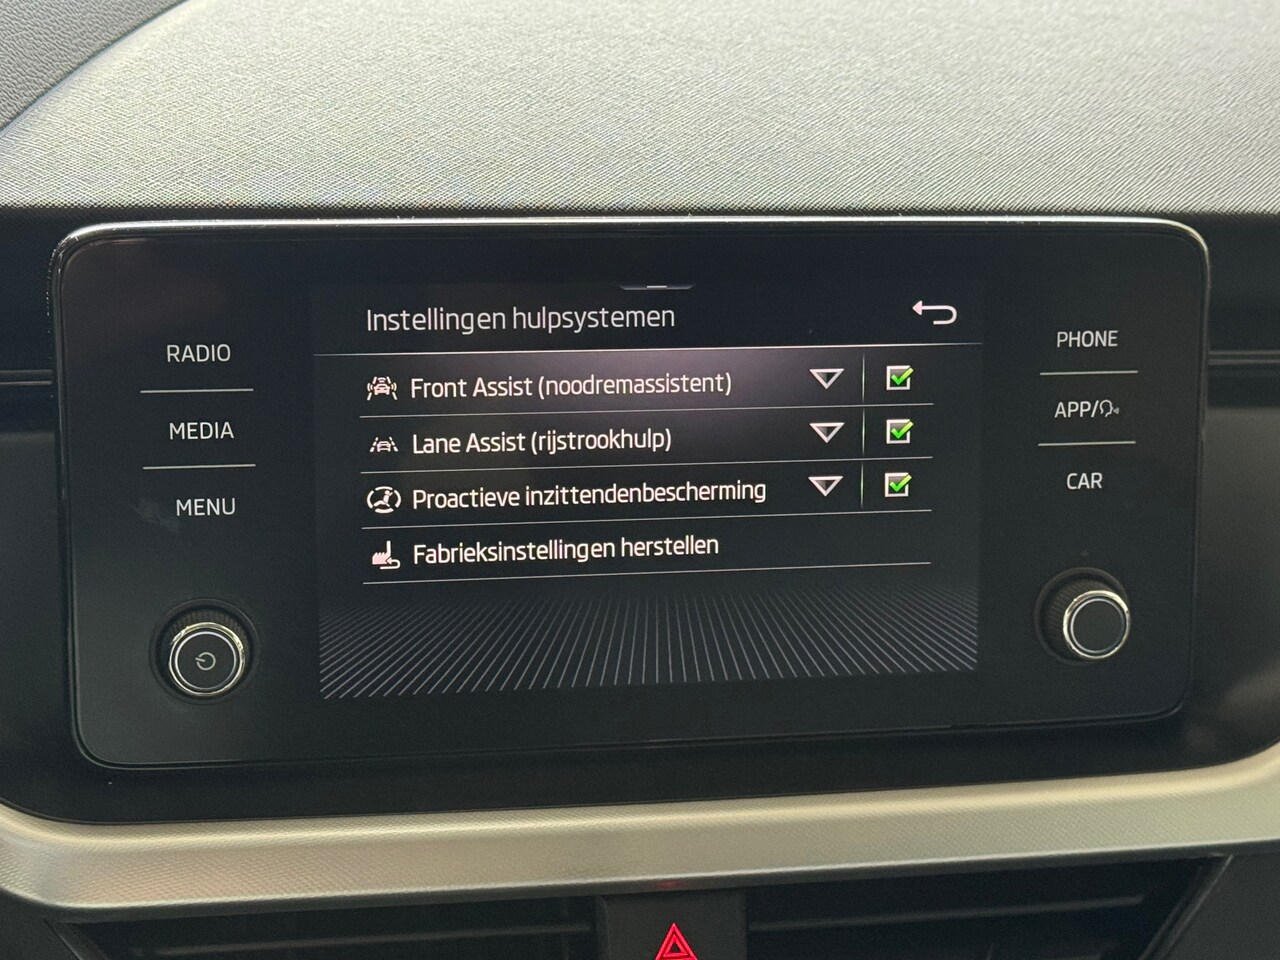 Instellingen hulpsystemen
RADIO
MEDIA
MENU
Front Assist (noodremassistent)
Lane Assist (rijstrookhulp)
Proactieve inzittendenbescherming
Fabrieksinstellingen herstellen
PHONE
APP/
CAR